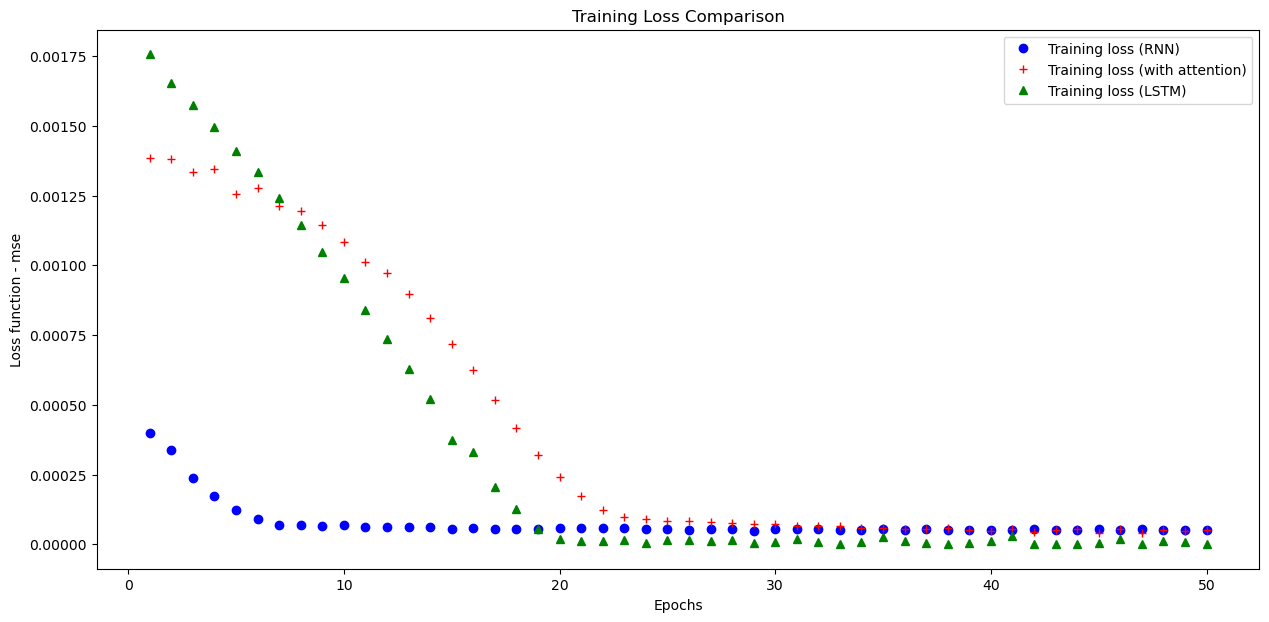 Training Loss Comparison
Training loss (RNN)
Training loss (with attention)
Training loss (LSTM)
Loss function - mse
0.00175
0.00150
0.00125
0.00100
0.00075
0.00050
0.00025
0.00000
0 10 20 30 40 50
Epochs